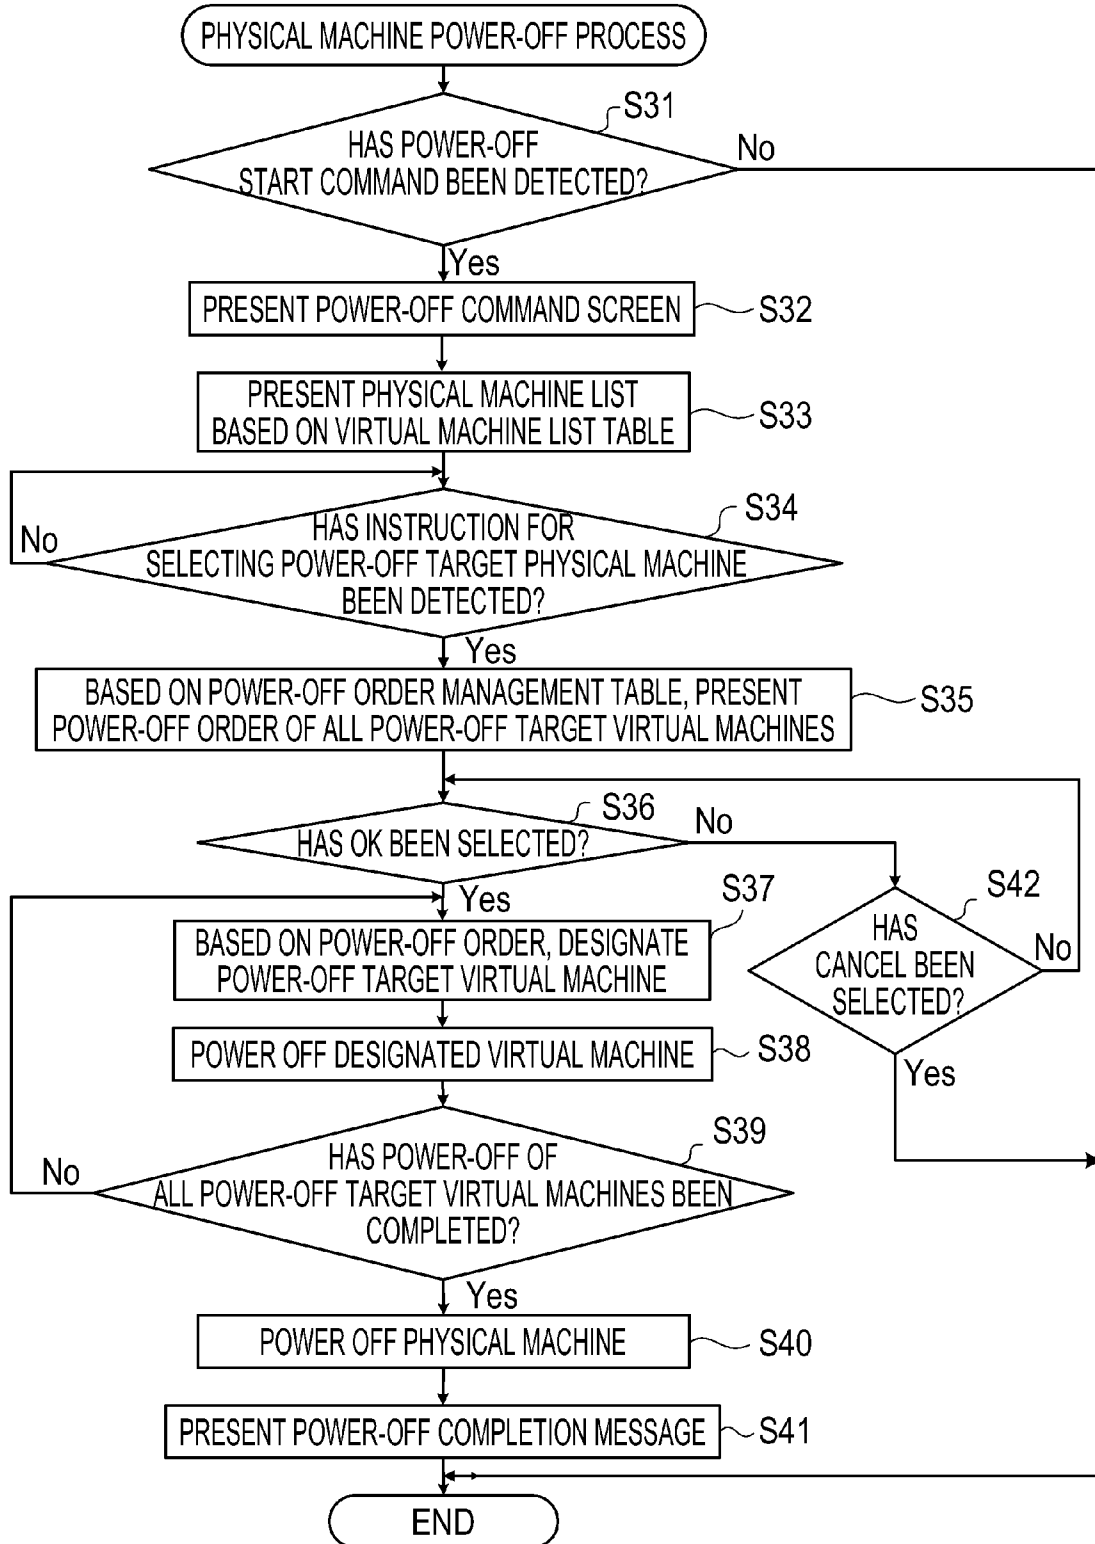 PHYSICAL MACHINE POWER-OFF PROCESS
S31
HAS POWER-OFF
START COMMAND BEEN DETECTED?
No
Yes
PRESENT POWER-OFF COMMAND SCREEN
S32
PRESENT PHYSICAL MACHINE LIST
BASED ON VIRTUAL MACHINE LIST TABLE
S33
S34
No
HAS INSTRUCTION FOR
SELECTING POWER-OFF TARGET PHYSICAL MACHINE
BEEN DETECTED?
Yes
BASED ON POWER-OFF ORDER MANAGEMENT TABLE, PRESENT
POWER-OFF ORDER OF ALL POWER-OFF TARGET VIRTUAL MACHINES
S35
S36
HAS OK BEEN SELECTED?
No
Yes
S37
BASED ON POWER-OFF ORDER, DESIGNATE
POWER-OFF TARGET VIRTUAL MACHINE
S42
HAS
CANCEL BEEN
SELECTED?
No
Yes
POWER OFF DESIGNATED VIRTUAL MACHINE
S38
S39
No
HAS POWER-OFF OF
ALL POWER-OFF TARGET VIRTUAL MACHINES BEEN
COMPLETED?
Yes
POWER OFF PHYSICAL MACHINE
S40
PRESENT POWER-OFF COMPLETION MESSAGE
S41
END